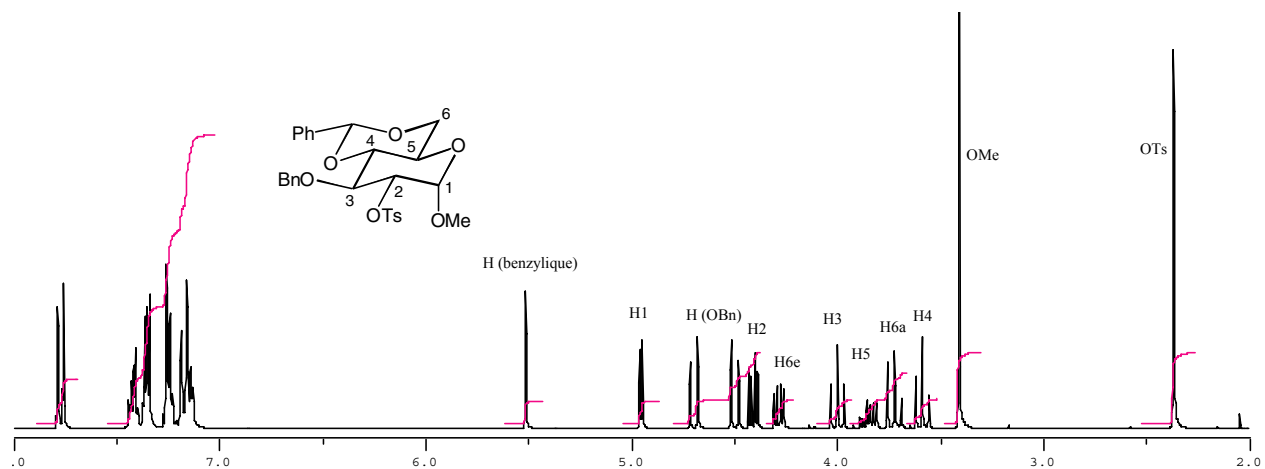 OMe
OTs
6
Ph
O
4
5
O
O
BnO
3
2
1
OTs
OMe
H (benzylique)
H1
H (OBn)
H2
H6e
H3
H5
H6a
H4
.0
7.0
6.0
5.0
4.0
3.0
2.0